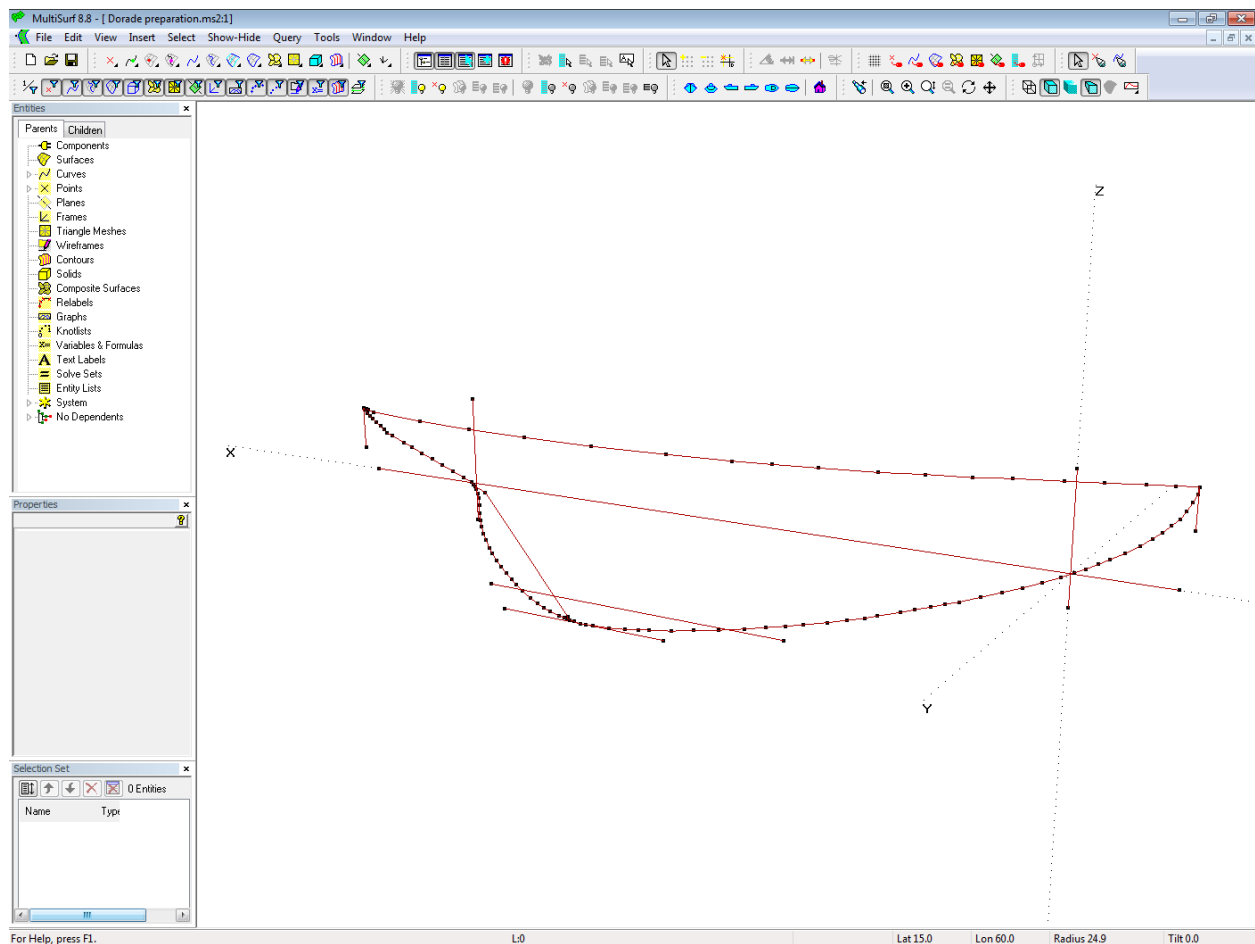 MultiSurf 8.8 - [ Dorade preparation.ms2:1]
File Edit View Insert Select Show-Hide Query Tools Window Help
Entities
Parents Children
Components
Surfaces
Curves
Points
Planes
Frames
Triangle Meshes
Wireframes
Contours
Solids
Composite Surfaces
Relabels
Graphs
Knotlists
Variables & Formulas
Text Labels
Solve Sets
Entity Lists
System
No Dependents
Z
X
Y
Properties
Selection Set
0 Entities
Name Type
For Help, press F1. L:0 Lat 15.0 Lon 60.0 Radius 24.9 Tilt 0.0